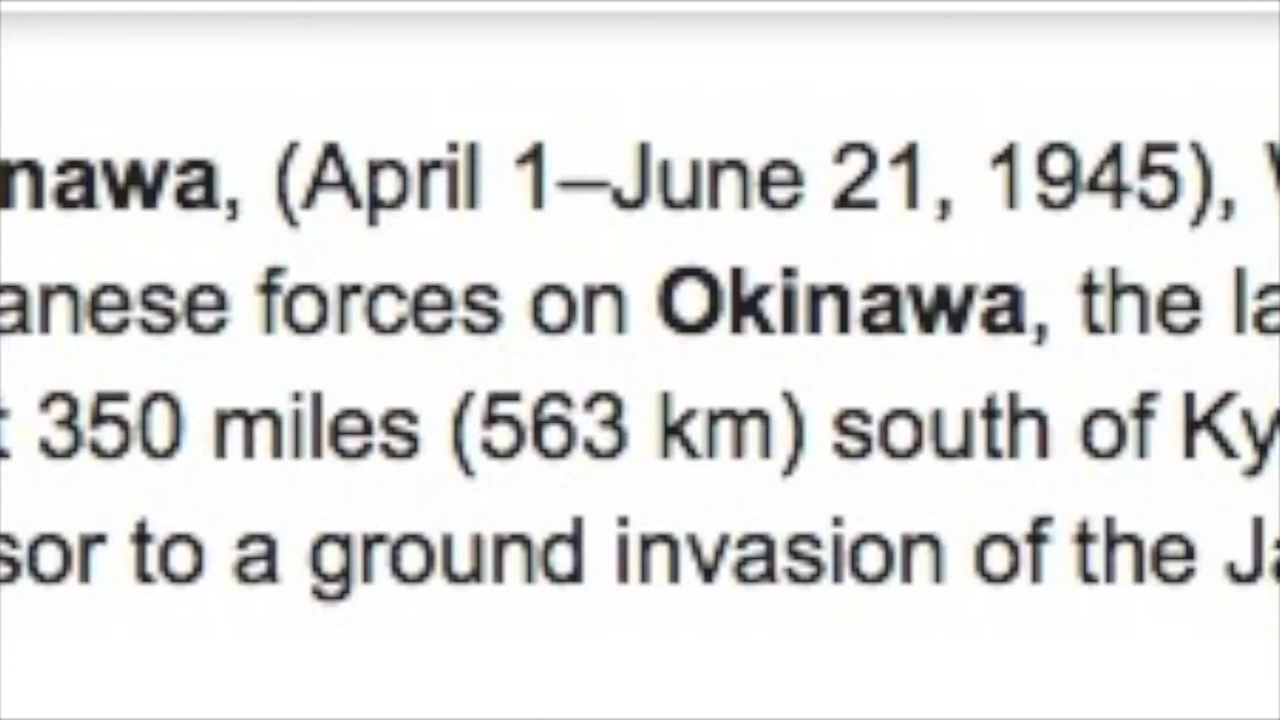 nawa, (April 1–June 21, 1945),
anese forces on Okinawa, the la
350 miles (563 km) south of Ky
sor to a ground invasion of the Ja